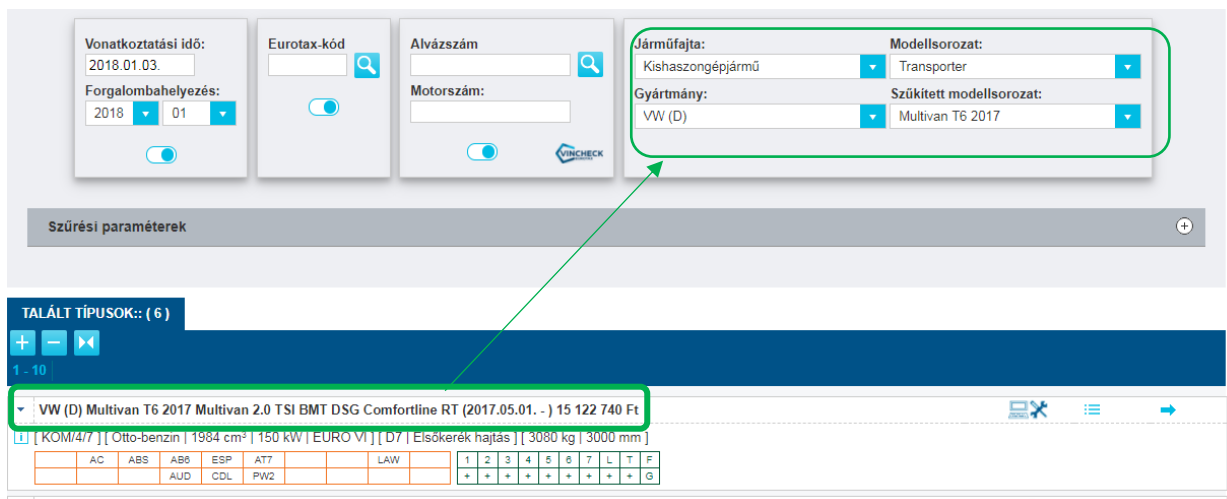 Vonatkoztatási idő:
2018.01.03.
Forgalombahelyezés:
2018 01
Eurotax-kód
Alvázszám
Motorszám:
VINCHECK
Járműfajta:
Kishaszongépjármű
Gyártmány:
VW (D)
Modellsorozat:
Transporter
Szűkített modellsorozat:
Multivan T6 2017
Szűrési paraméterek
TALÁLT TÍPUSOK:: ( 6 )
1 - 10
VW (D) Multivan T6 2017 Multivan 2.0 TSI BMT DSG Comfortline RT (2017.05.01. - ) 15 122 740 Ft
i [ KOM/4/7 ] [ Otto-benzin | 1984 cm³ | 150 kW | EURO VI ] [ D7 | Elsőkerék hajtás ] [ 3080 kg | 3000 mm ]
AC ABS AB6 ESP AT7 LAW 1 2 3 4 5 6 7 L T F
AUD CDL PW2 + + + + + + + + + G